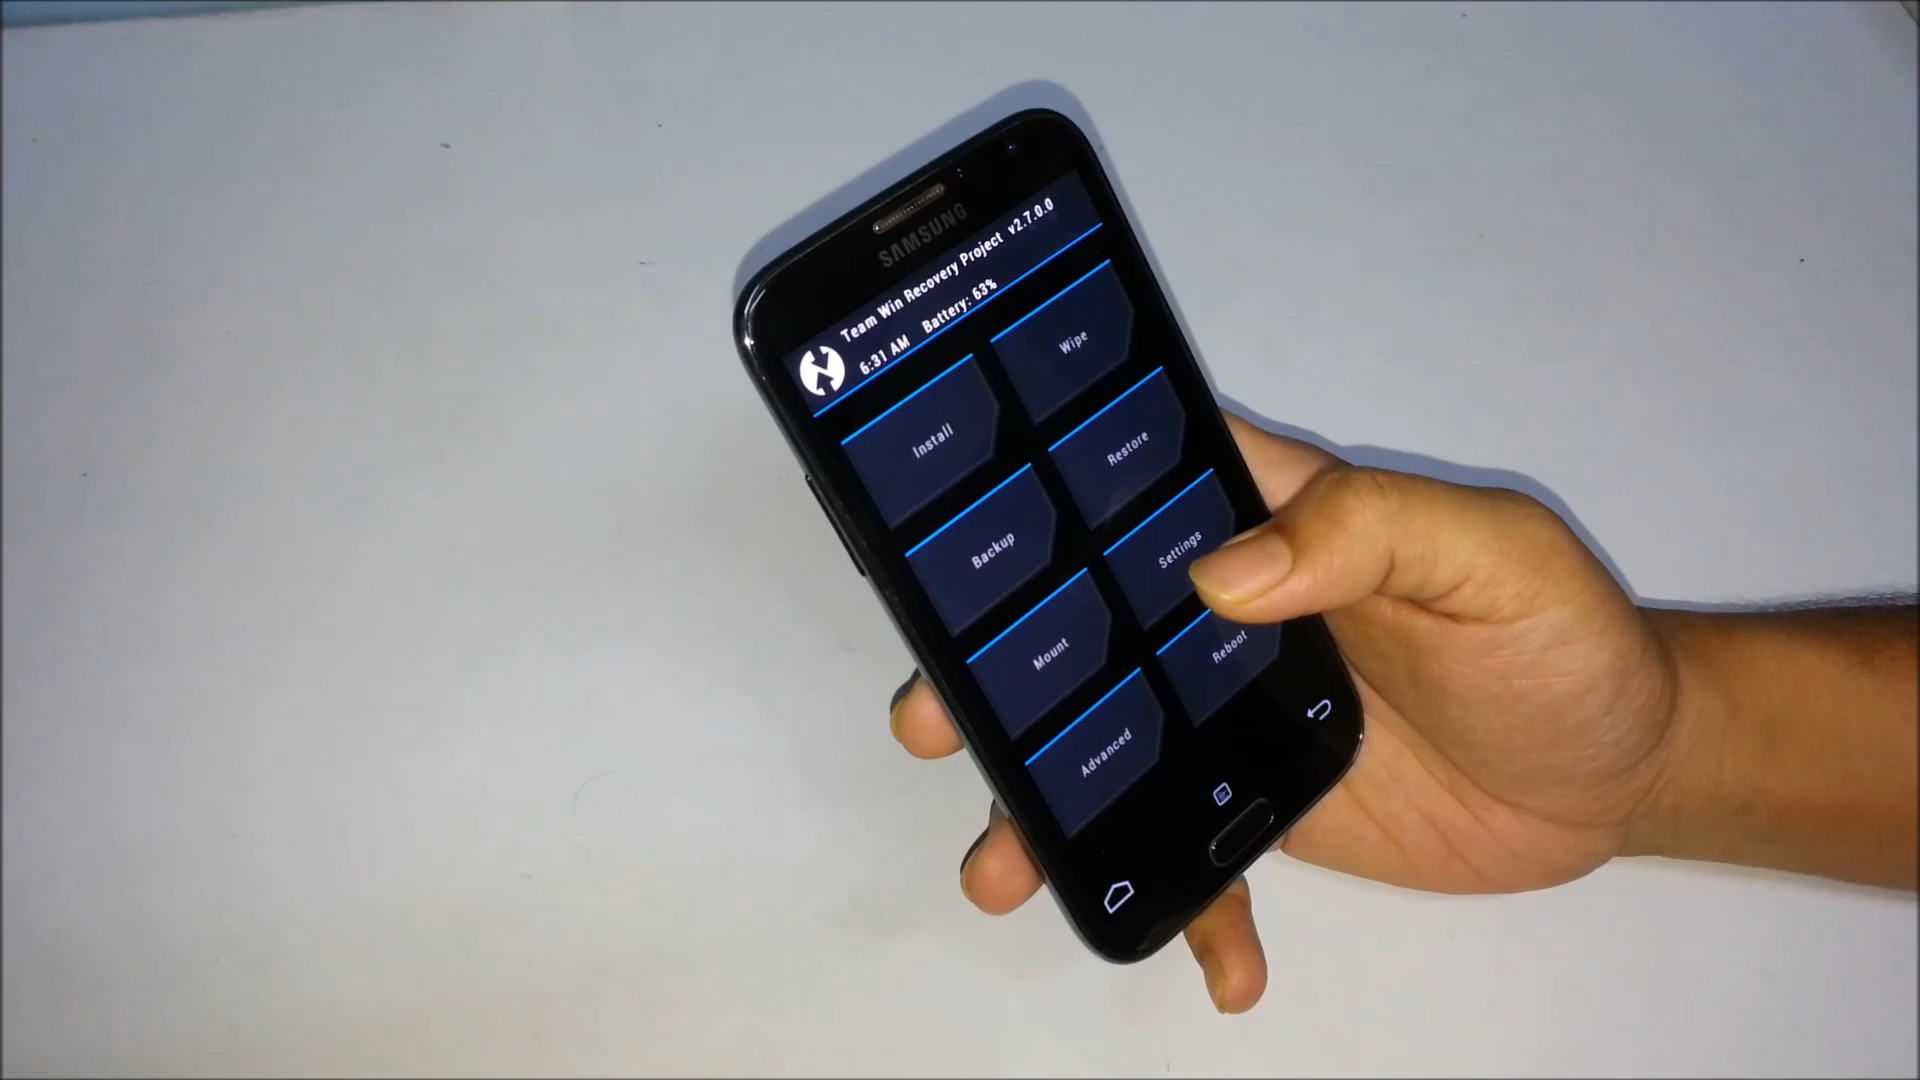 SAMSUNG
Team Win Recovery Project v2.7.0.0
6:31 AM Battery: 63%
Install
Wipe
Backup
Restore
Mount
Settings
Advanced
Reboot